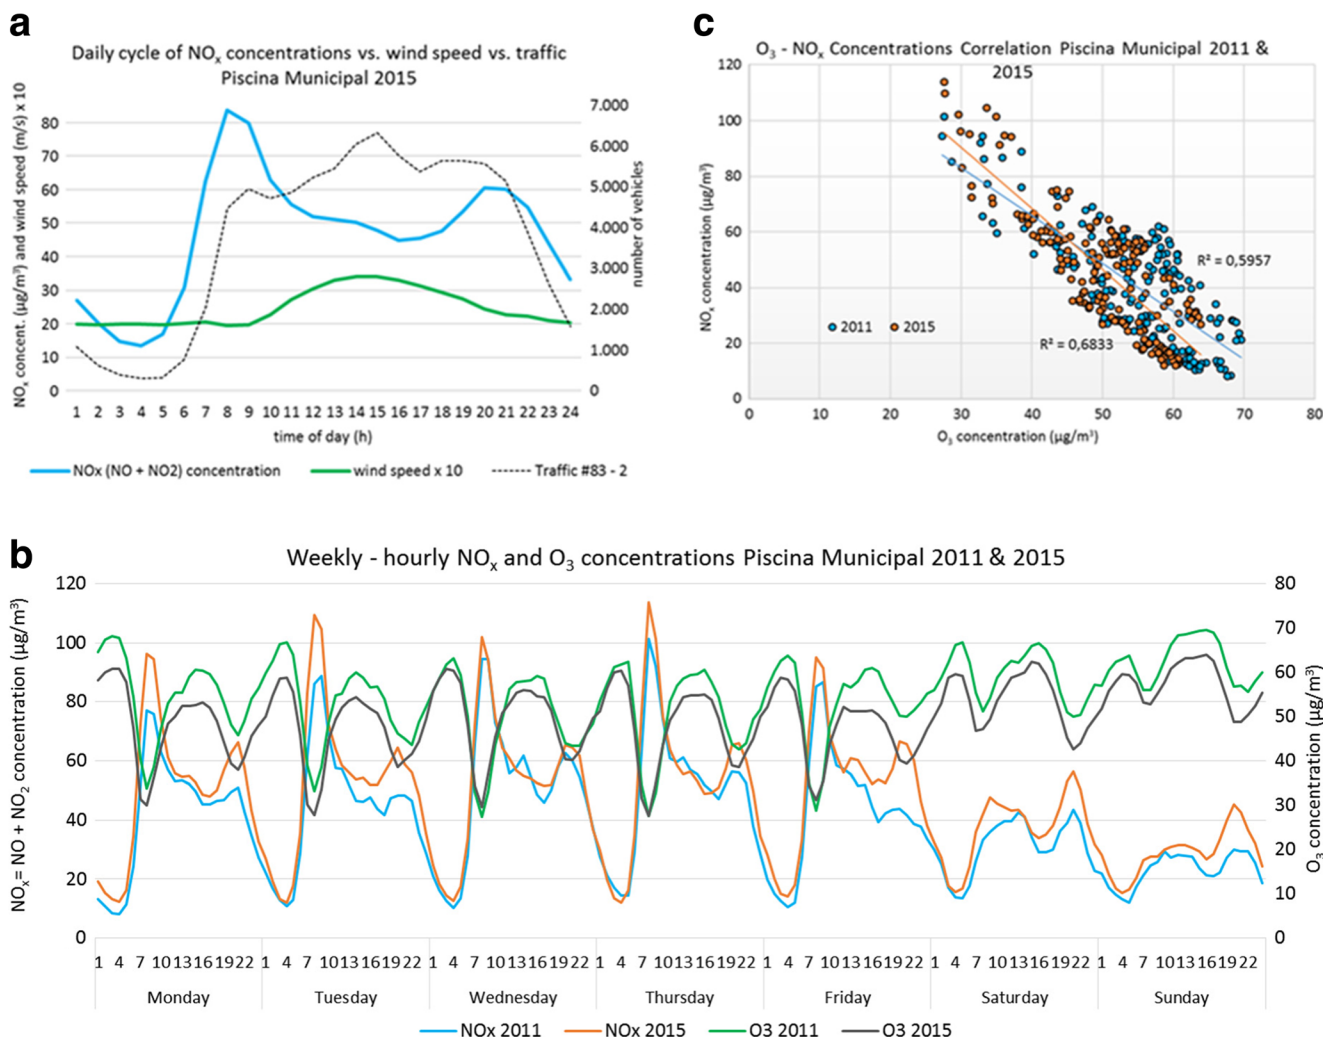 a
Daily cycle of NOx concentrations vs. wind speed vs. traffic
Piscina Municipal 2015
NOx concent. (µg/m³) and wind speed (m/s) x 10
80
70
60
50
40
30
20
10
0
7.000
6.000
5.000
4.000
3.000
2.000
1.000
0
number of vehicles
1 2 3 4 5 6 7 8 9 10 11 12 13 14 15 16 17 18 19 20 21 22 23 24
time of day (h)
NOx (NO + NO2) concentration wind speed x 10 Traffic #83 - 2
c
O3 - NOx Concentrations Correlation Piscina Municipal 2011 &
2015
NOx concentration (µg/m³)
120
100
80
60
40
20
0
R² = 0,5957
2011 2015
R² = 0,6833
0 10 20 30 40 50 60 70 80
O3 concentration (µg/m³)
b
Weekly - hourly NOx and O3 concentrations Piscina Municipal 2011 & 2015
NOx= NO + NO2 concentration (µg/m³)
120
100
80
60
40
20
0
80
70
60
50
40
30
20
10
0
O3 concentration (µg/m³)
1 4 7 10 13 16 19 22 1 4 7 10 13 16 19 22 1 4 7 10 13 16 19 22 1 4 7 10 13 16 19 22 1 4 7 10 13 16 19 22 1 4 7 10 13 16 19 22 1 4 7 10 13 16 19 22
Monday Tuesday Wednesday Thursday Friday Saturday Sunday
NOx 2011 NOx 2015 O3 2011 O3 2015